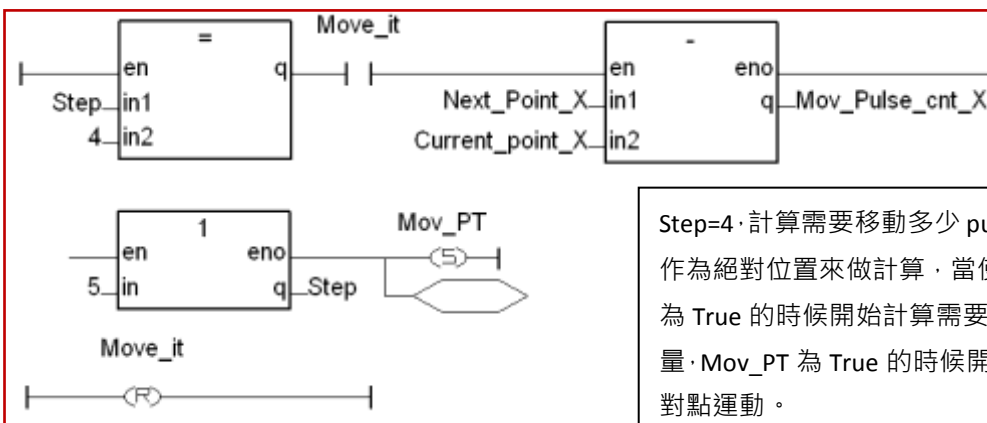 = Move_it -
en q en eno
Step in1 Next_Point_X in1 q Mov_Pulse_cnt_X
4 in2 Current_point_X in2
1 Mov_PT
en eno (S)
5 in q Step
Move_it
(R)
Step=4，計算需要移動多少
作為絕對位置來做計算，當
為 True 的時候開始計算需要
量，Mov_PT 為 True 的時候開
對點運動。